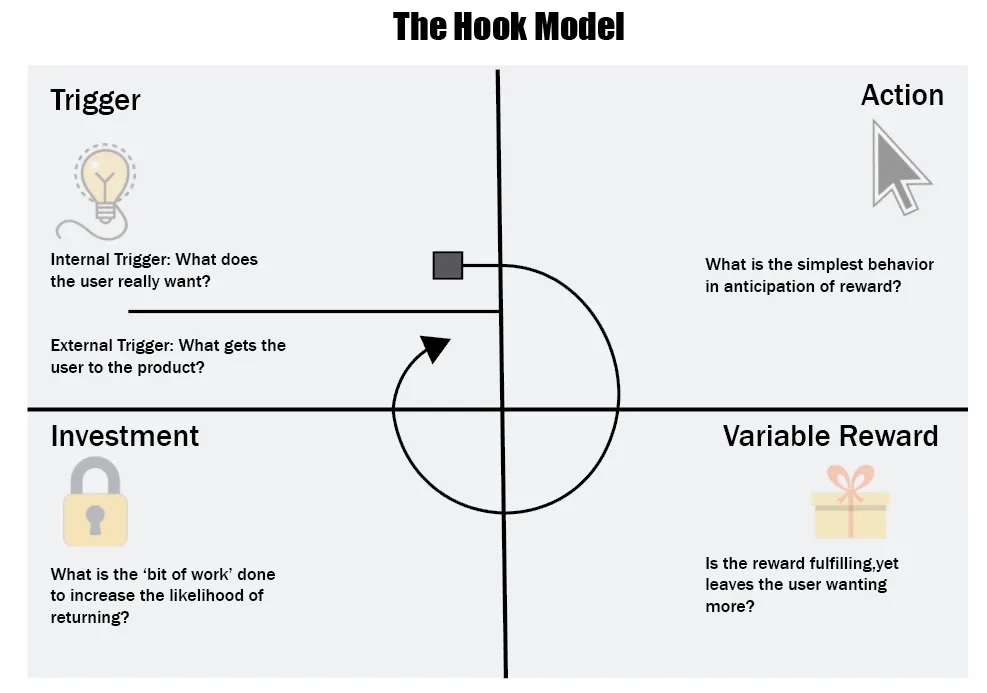 The Hook Model
Trigger
Internal Trigger: What does
the user really want?
External Trigger: What gets the
user to the product?
Action
What is the simplest behavior
in anticipation of reward?
Investment
What is the ‘bit of work’ done
to increase the likelihood of
returning?
Variable Reward
Is the reward fulfilling,yet
leaves the user wanting
more?